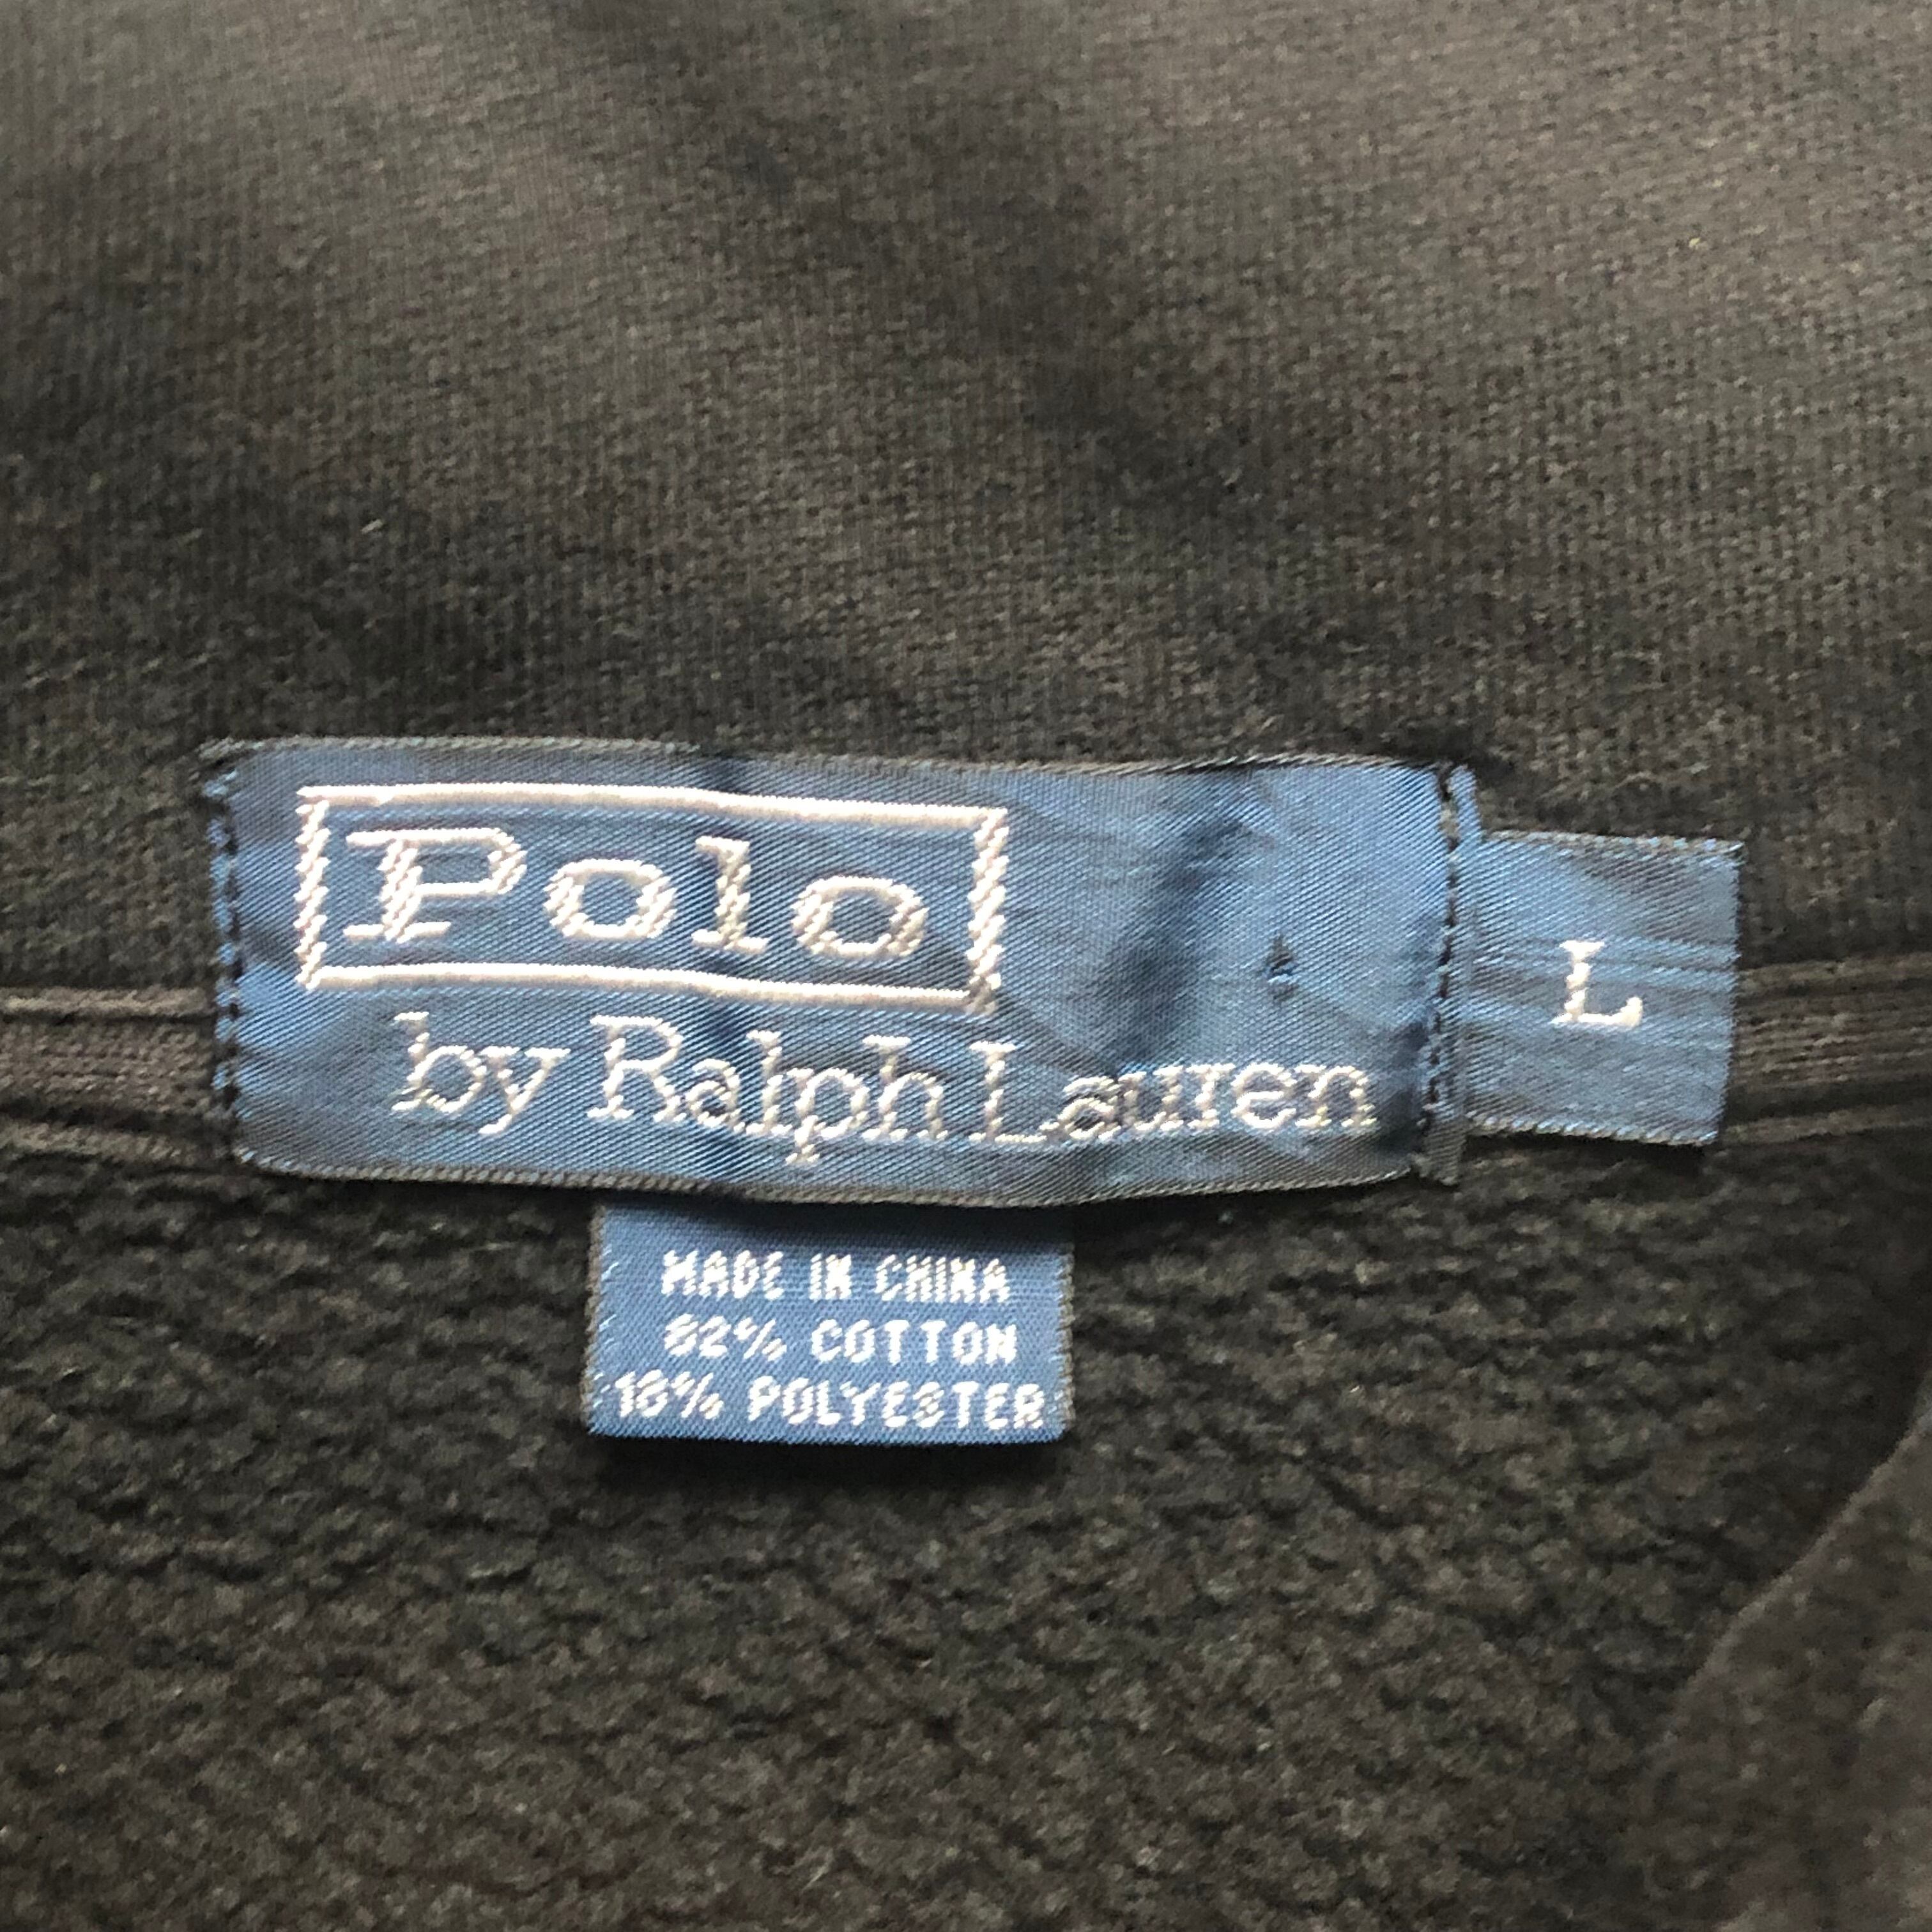 Polo
by Ralph Lauren
L
MADE IN CHINA
82% COTTON
18% POLYESTER